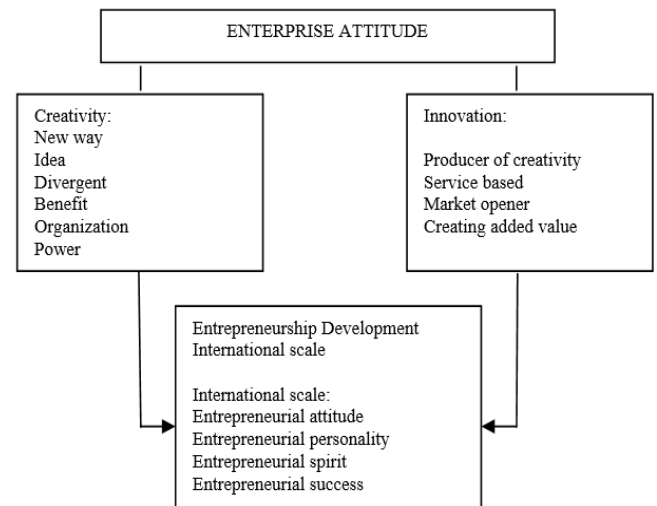 ENTERPRISE ATTITUDE
Creativity:
New way
Idea
Divergent
Benefit
Organization
Power
Innovation:
Producer of creativity
Service based
Market opener
Creating added value
Entrepreneurship Development
International scale
International scale:
Entrepreneurial attitude
Entrepreneurial personality
Entrepreneurial spirit
Entrepreneurial success